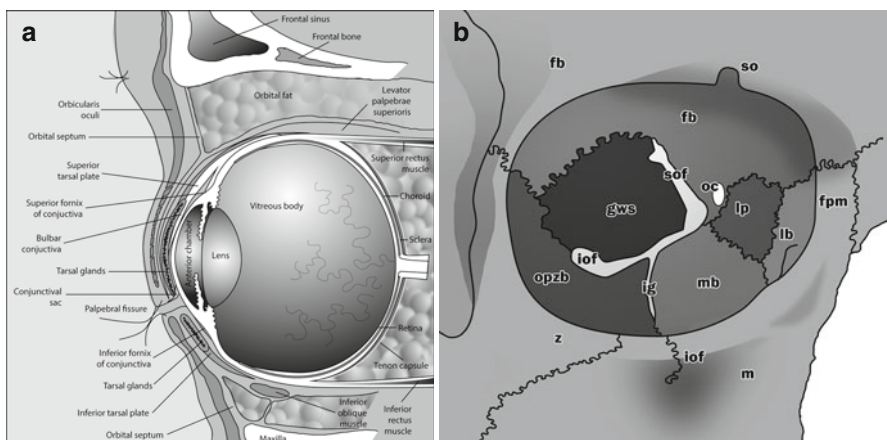 a
Frontal sinus
Frontal bone
Orbital fat
Levator
palpebrae
superioris
Orbicularis
oculi
Orbital septum
Superior rectus
muscle
Superior
tarsal plate
Choroid
Superior fornix
of conjuctiva
Vitreous body
Bulbar
conjuctiva
Anterior chamber
Lens
Sclera
Tarsal glands
Conjunctival
sac
Palpebral fissure
Retina
Inferior fornix
of conjunctiva
Tenon capsule
Tarsal glands
Inferior tarsal plate
Inferior
oblique
muscle
Inferior
rectus
muscle
Orbital septum
Maxilla
b
fb
so
fb
sof
oc
gws
lp
fpm
lb
iof
opzb
ig
mb
z
iof
m